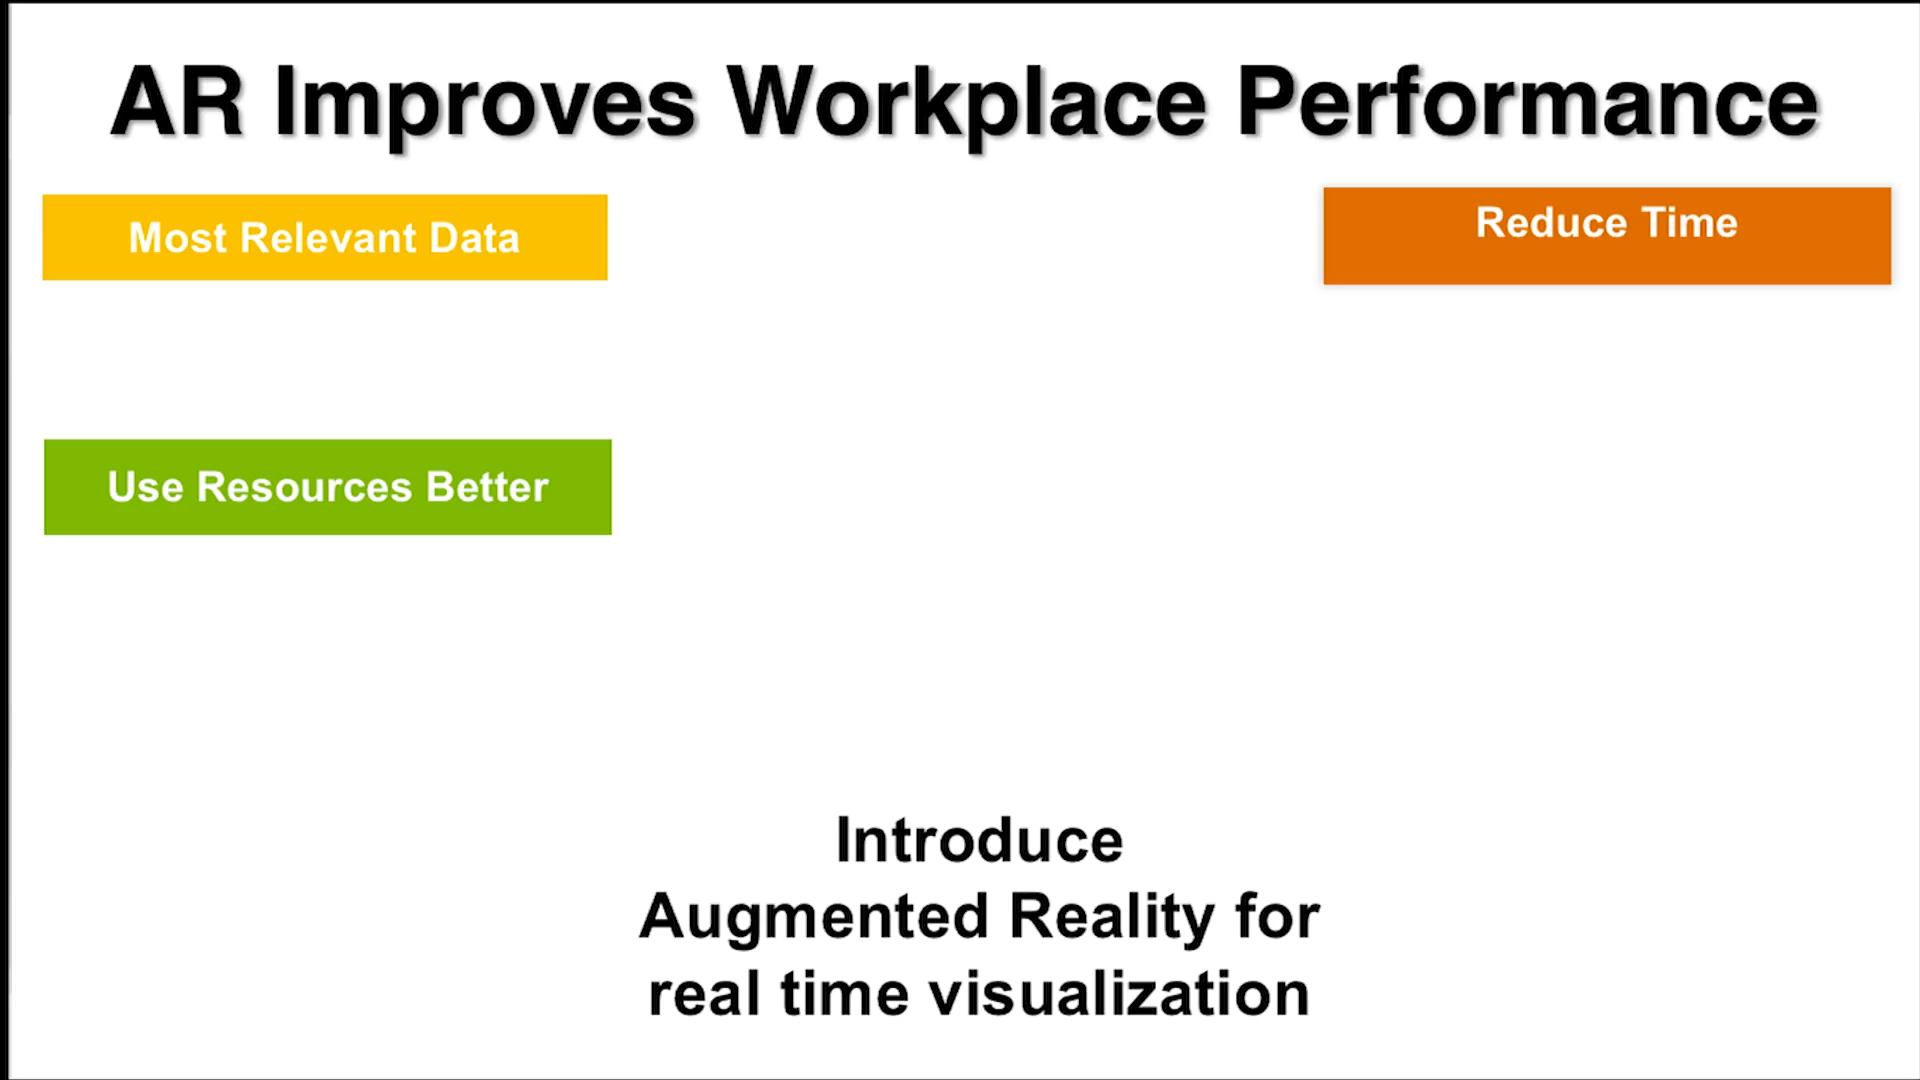 AR Improves Workplace Performance
Most Relevant Data
Reduce Time
Use Resources Better
Introduce
Augmented Reality for
real time visualization